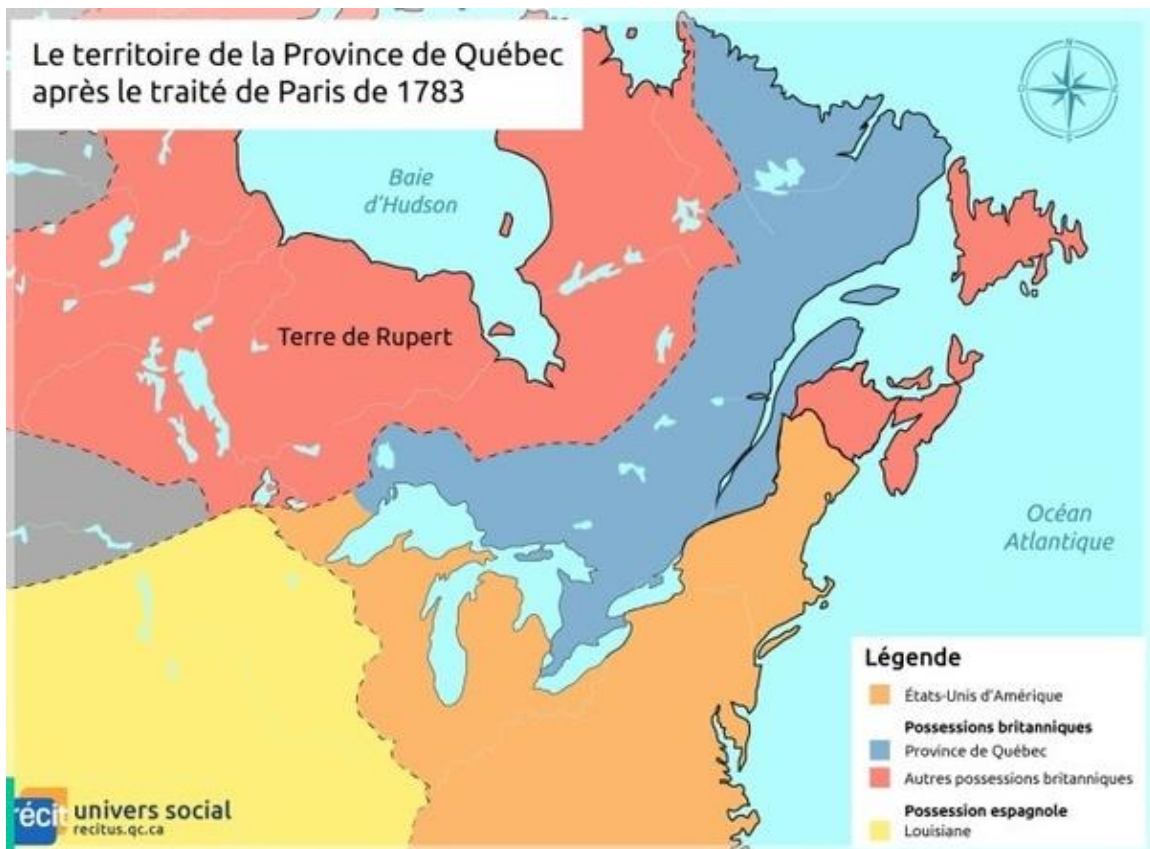 Le territoire de la Province de Québec
après le traité de Paris de 1783
N
S
Baie
d'Hudson
Terre de Rupert
Océan
Atlantique
Légende
États-Unis d'Amérique
Possessions britanniques
Province de Québec
Autres possessions britanniques
Possession espagnole
Louisiane
récit
univers social
recitus.qc.ca